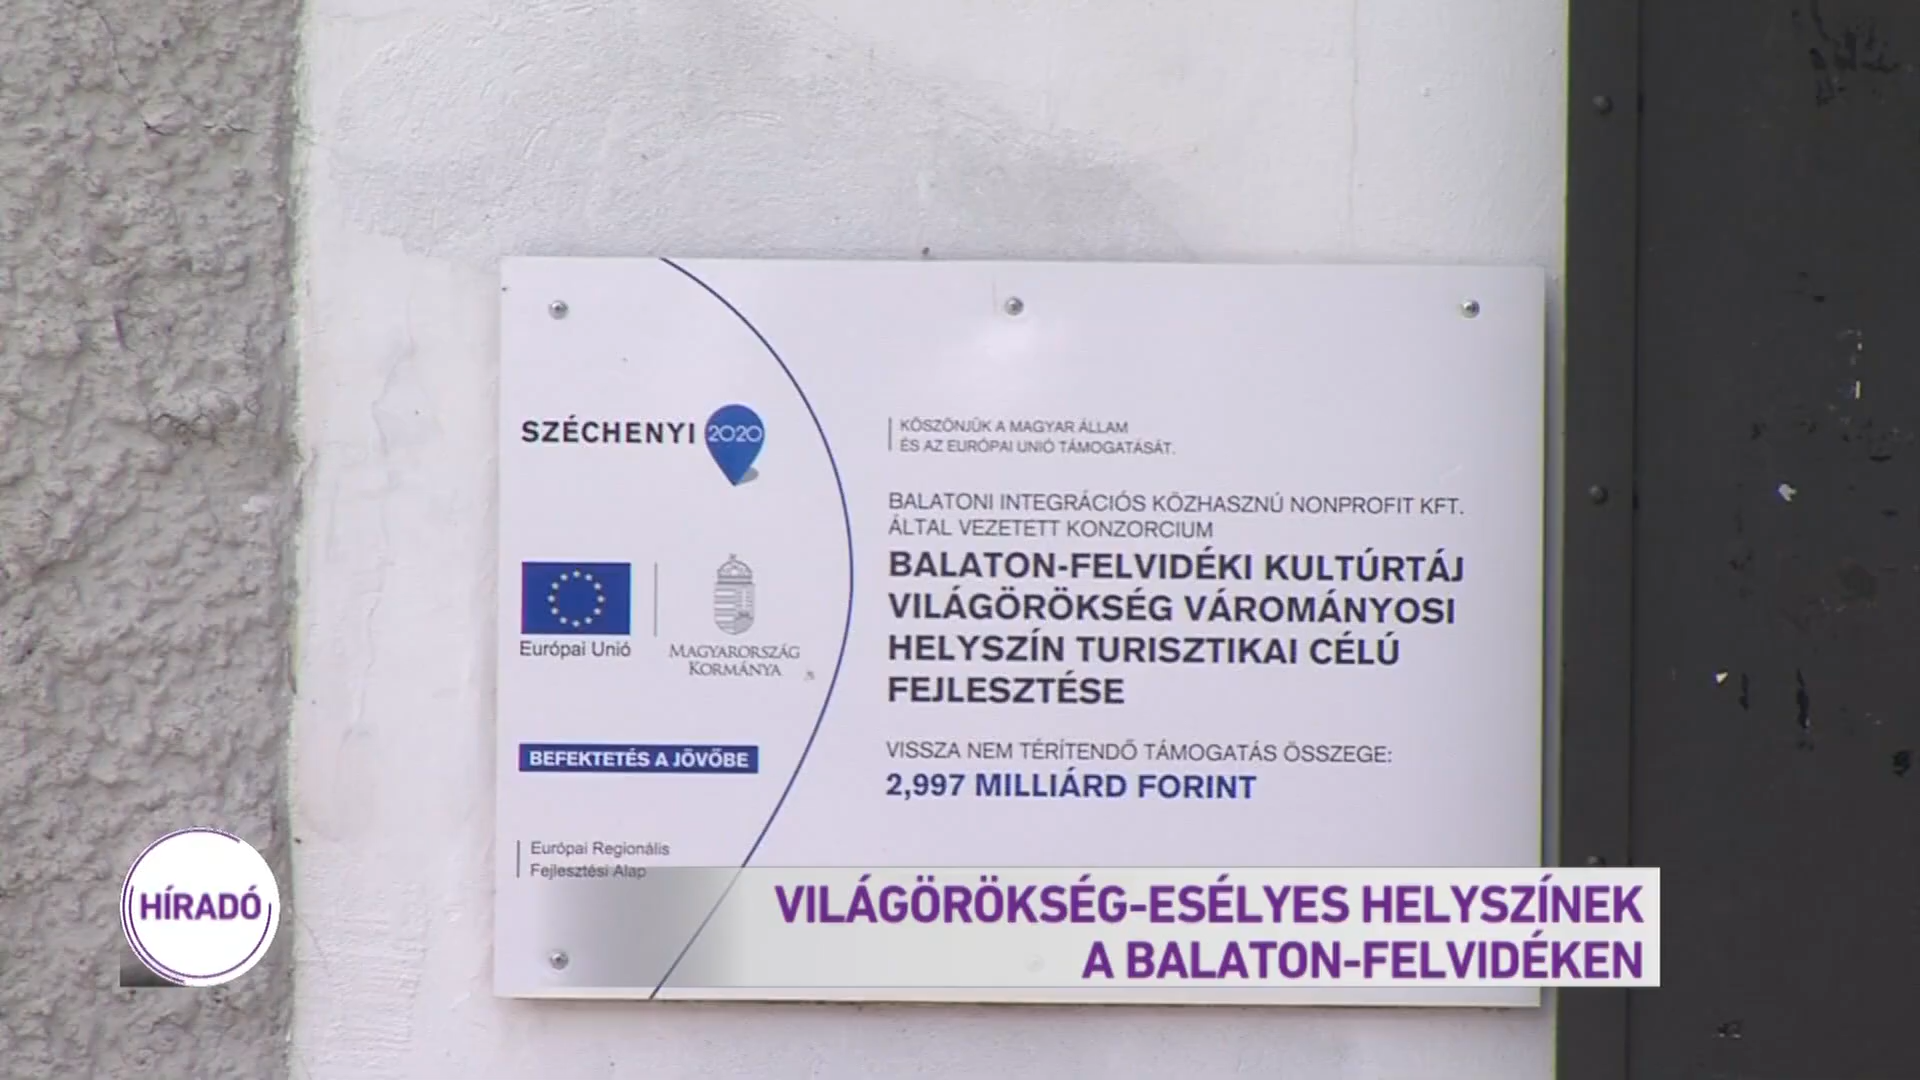 SZÉCHENYI 2020
KÖSZÖNJÜK A MAGYAR ÁLLAM
ÉS AZ EURÓPAI UNIÓ TÁMOGATÁSÁT.
BALATONI INTEGRÁCIÓS KÖZHASZNÚ NONPROFIT KFT.
ÁLTAL VEZETETT KONZORCIUM
BALATON-FELVIDÉKI KULTÚRTÁJ
VILÁGÖRÖKSÉG VÁROMÁNYOSI
HELYSZÍN TURISZTIKAI CÉLÚ
FEJLESZTÉSE
VISSZA NEM TÉRÍTENDŐ TÁMOGATÁS ÖSSZEGE:
2,997 MILLIÁRD FORINT
Európai Unió
MAGYARORSZÁG
KORMÁNYA
BEFEKTETÉS A JÖVŐBE
Európai Regionális
Fejlesztési Alap
HÍRADÓ
VILÁGÖRÖKSÉG-ESÉLYES HELYSZÍNEK
A BALATON-FELVIDÉKEN